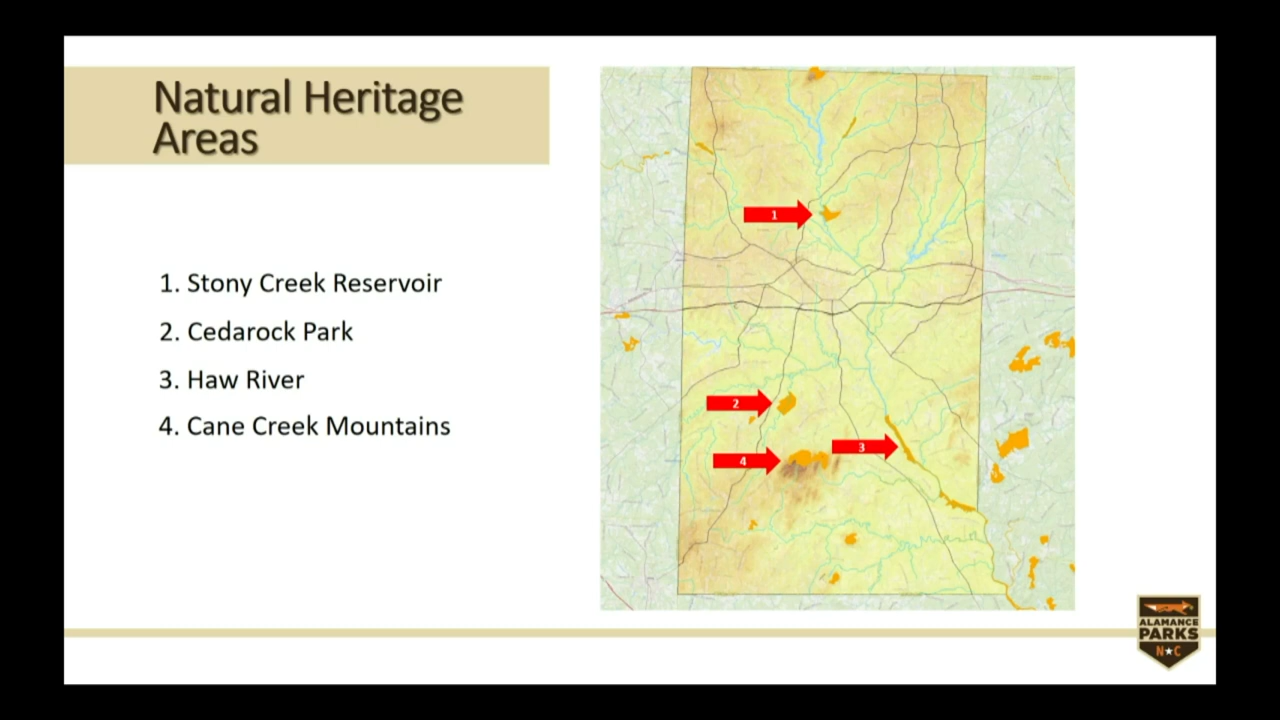 Natural Heritage
Areas
1. Stony Creek Reservoir
2. Cedarock Park
3. Haw River
4. Cane Creek Mountains
1
2
3
4
ALAMANCE
PARKS
N★C